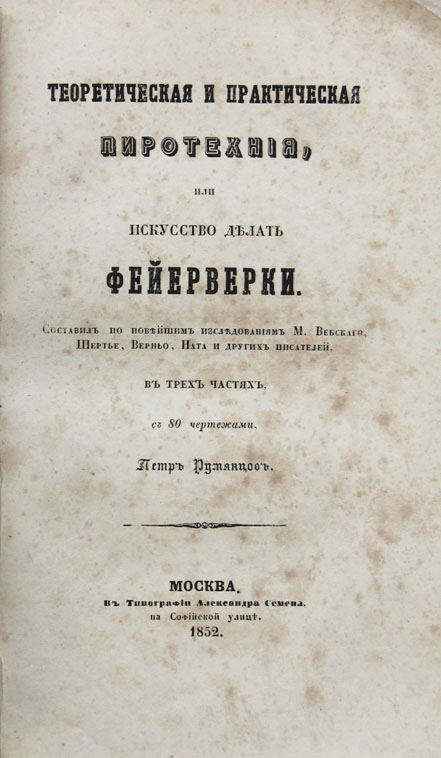 ТЕОРЕТИЧЕСКАЯ И ПРАКТИЧЕСКАЯ
ПИРОТЕХНІЯ,
ИЛИ
ИСКУССТВО ДѢЛАТЬ
ФЕЙЕРВЕРКИ.
Составилъ по новѣйшимъ изслѣдованіямъ М. Вебскаго,
Шертье, Верньо, Ната и другихъ писателей,
ВЪ ТРЕХЪ ЧАСТЯХЪ,
съ 80 чертежами,
Петръ Румянцовъ.
МОСКВА.
Въ Типографіи Александра Семена,
на Софійской улицѣ.
1852.